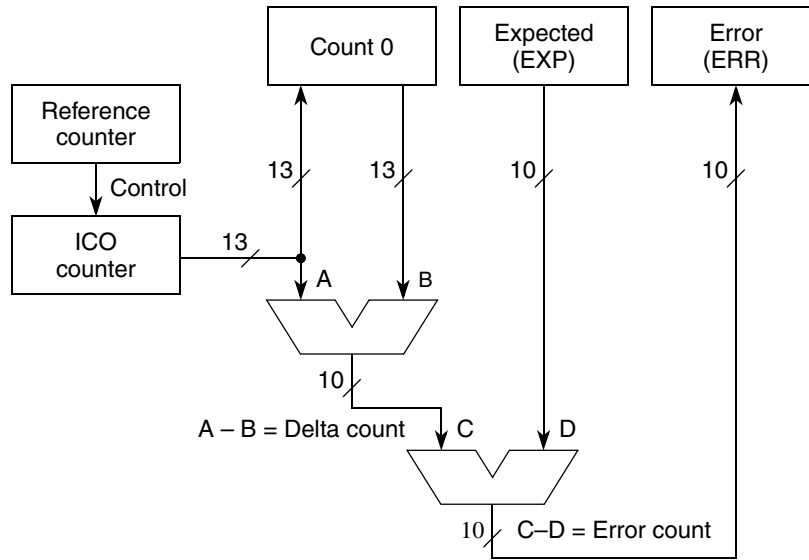 Count 0
Expected
(EXP)
Error
(ERR)
Reference
counter
Control
13
13
10
10
ICO
counter
13
A
B
10
A – B = Delta count
C
D
10
C–D = Error count